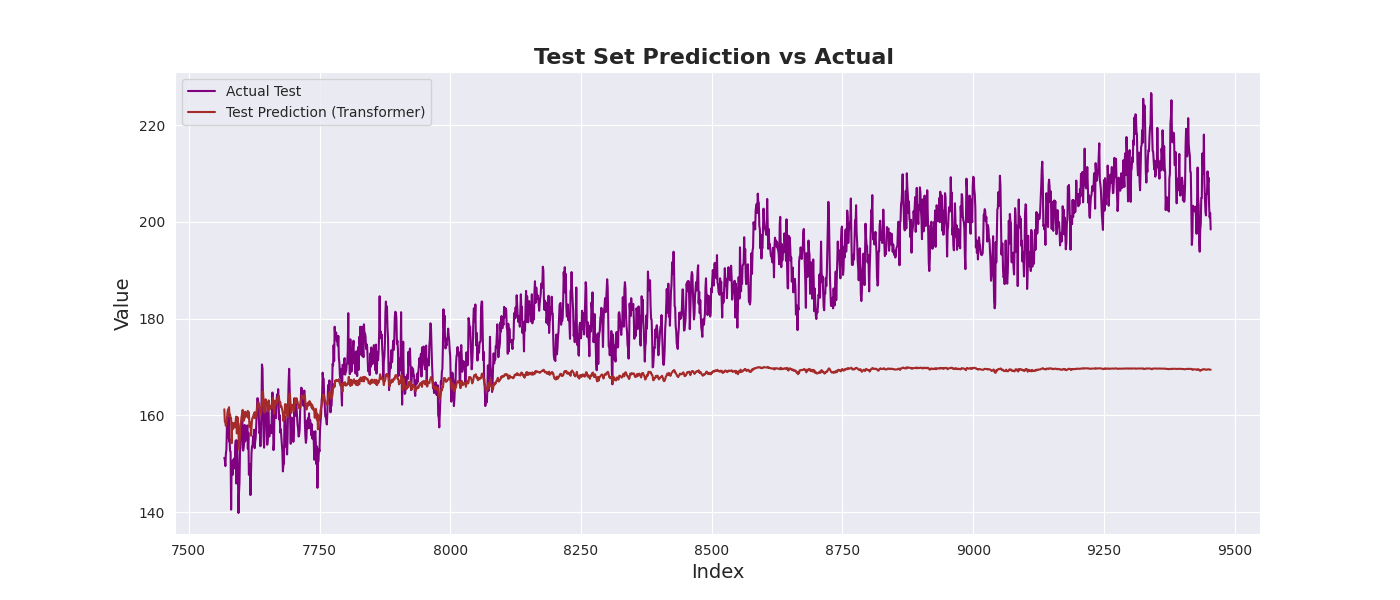 Test Set Prediction vs Actual
Actual Test
Test Prediction (Transformer)
220
200
180
160
140
Value
7500 7750 8000 8250 8500 8750 9000 9250 9500
Index